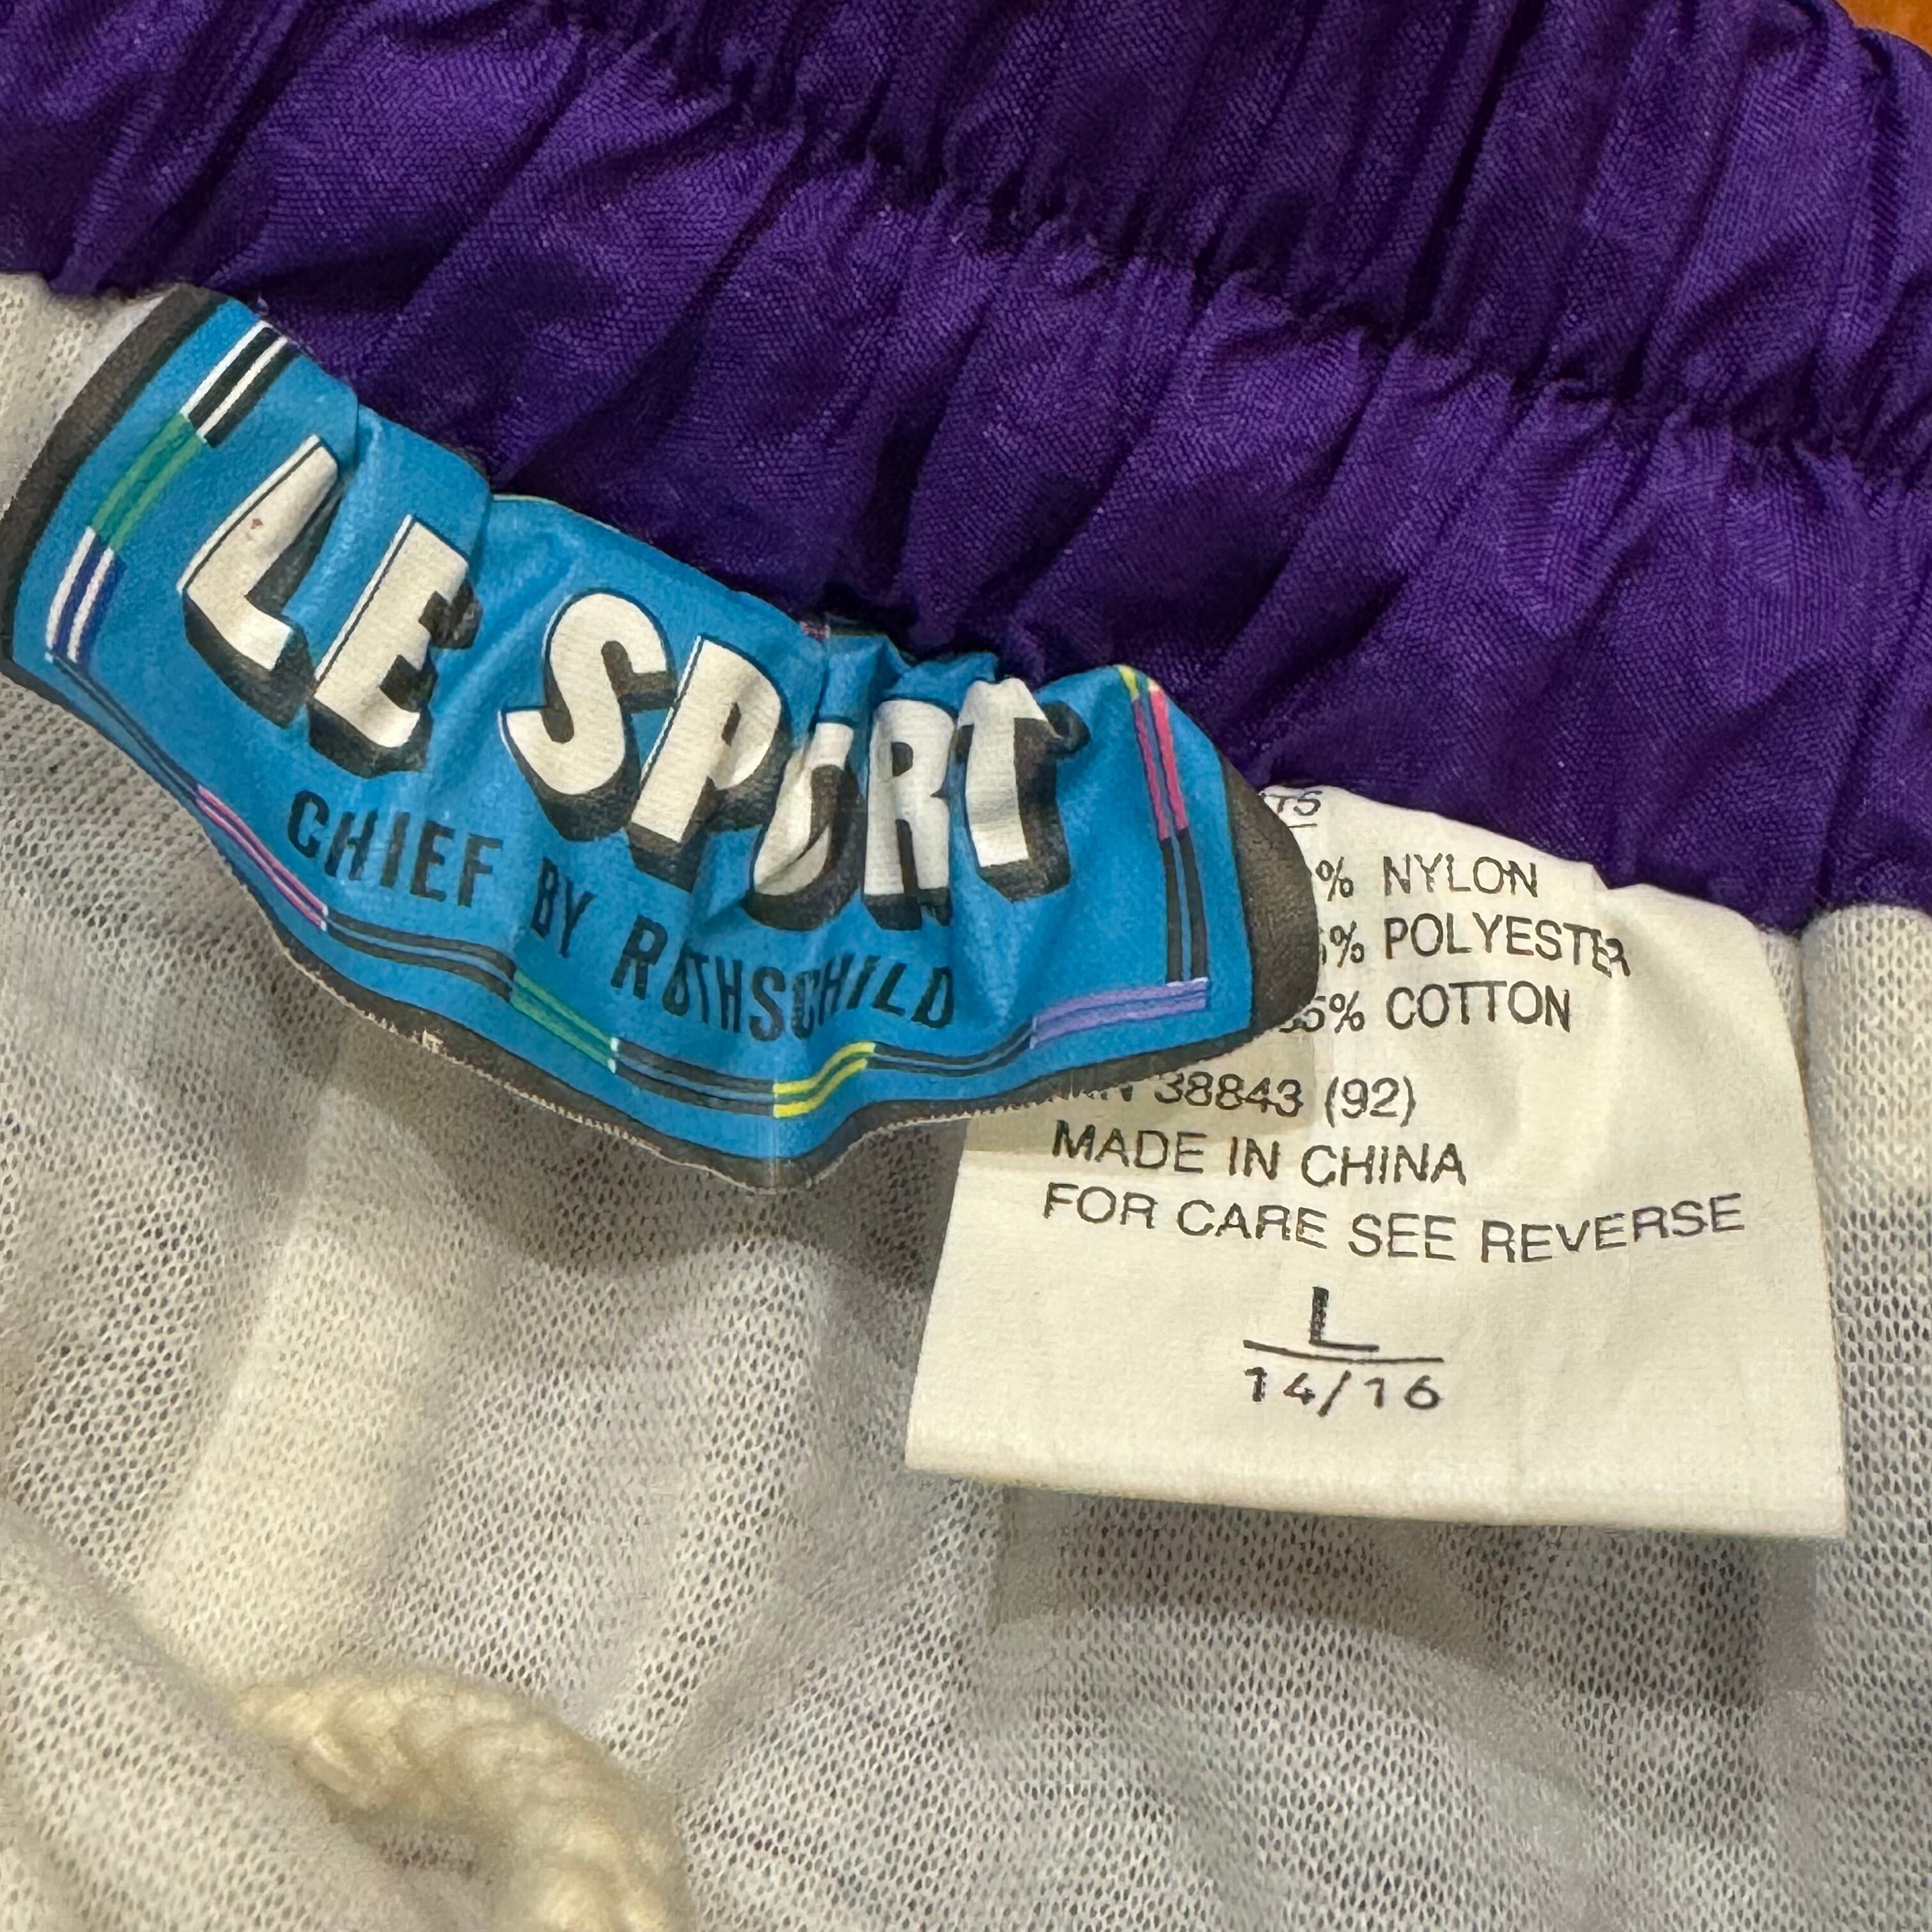 LE SPORT
CHIEF BY ROTHSCHILD
% NYLON
% POLYESTER
5% COTTON
38843 (92)
MADE IN CHINA
FOR CARE SEE REVERSE
L
14/16